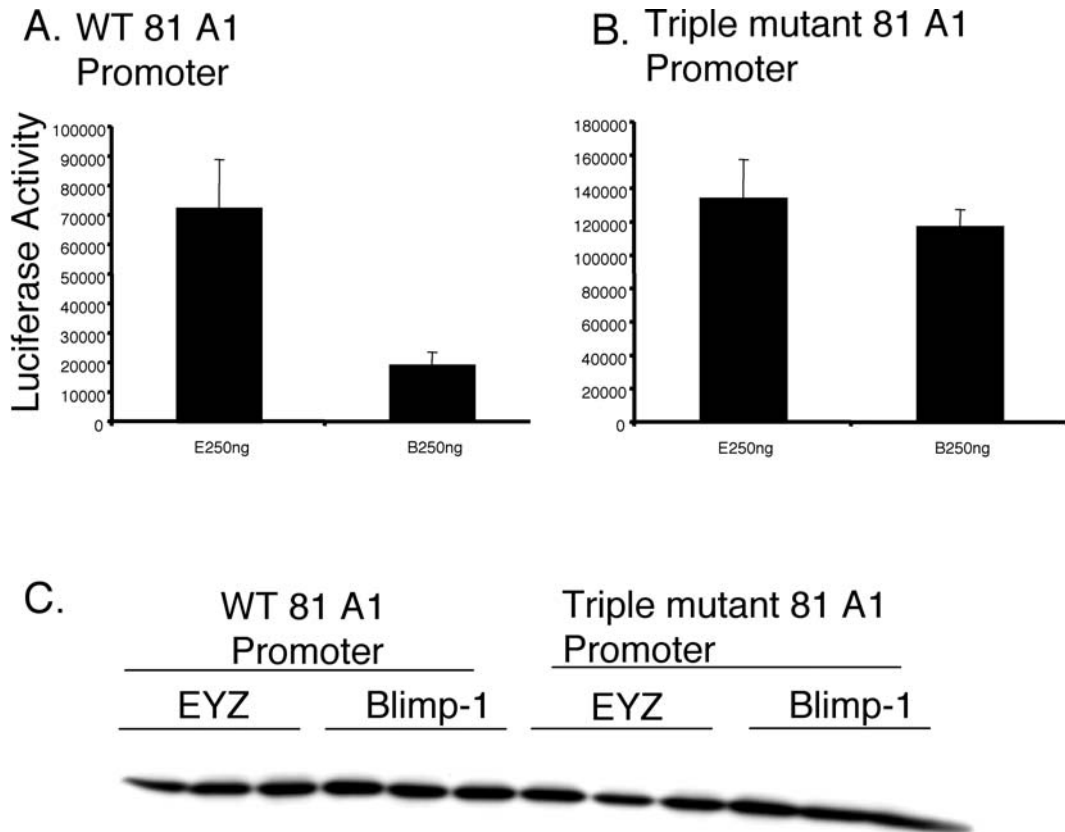 A. WT 81 A1
Promoter
B. Triple mutant 81 A1
Promoter
Luciferase Activity
100000
90000
80000
70000
60000
50000
40000
30000
20000
10000
0
E250ng B250ng
180000
160000
140000
120000
100000
80000
60000
40000
20000
0
E250ng B250ng
C.
WT 81 A1
Promoter
Triple mutant 81 A1
Promoter
EYZ Blimp-1 EYZ Blimp-1